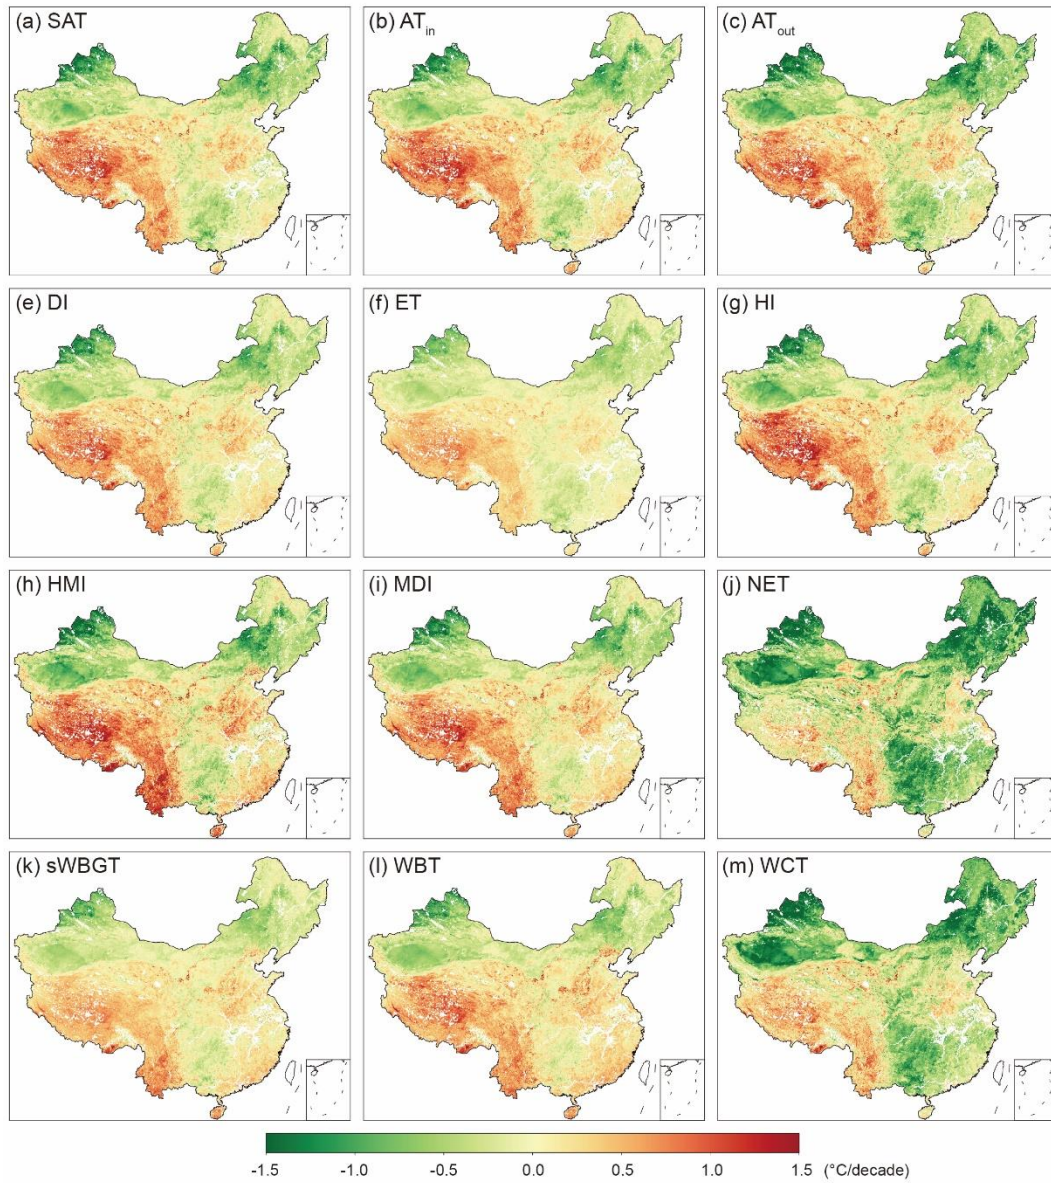 (a) SAT
(b) ATin
(c) ATout
(e) DI
(f) ET
(g) HI
(h) HMI
(i) MDI
(j) NET
(k) sWBGT
(l) WBT
(m) WCT
-1.5 -1.0 -0.5 0.0 0.5 1.0 1.5 (°C/decade)